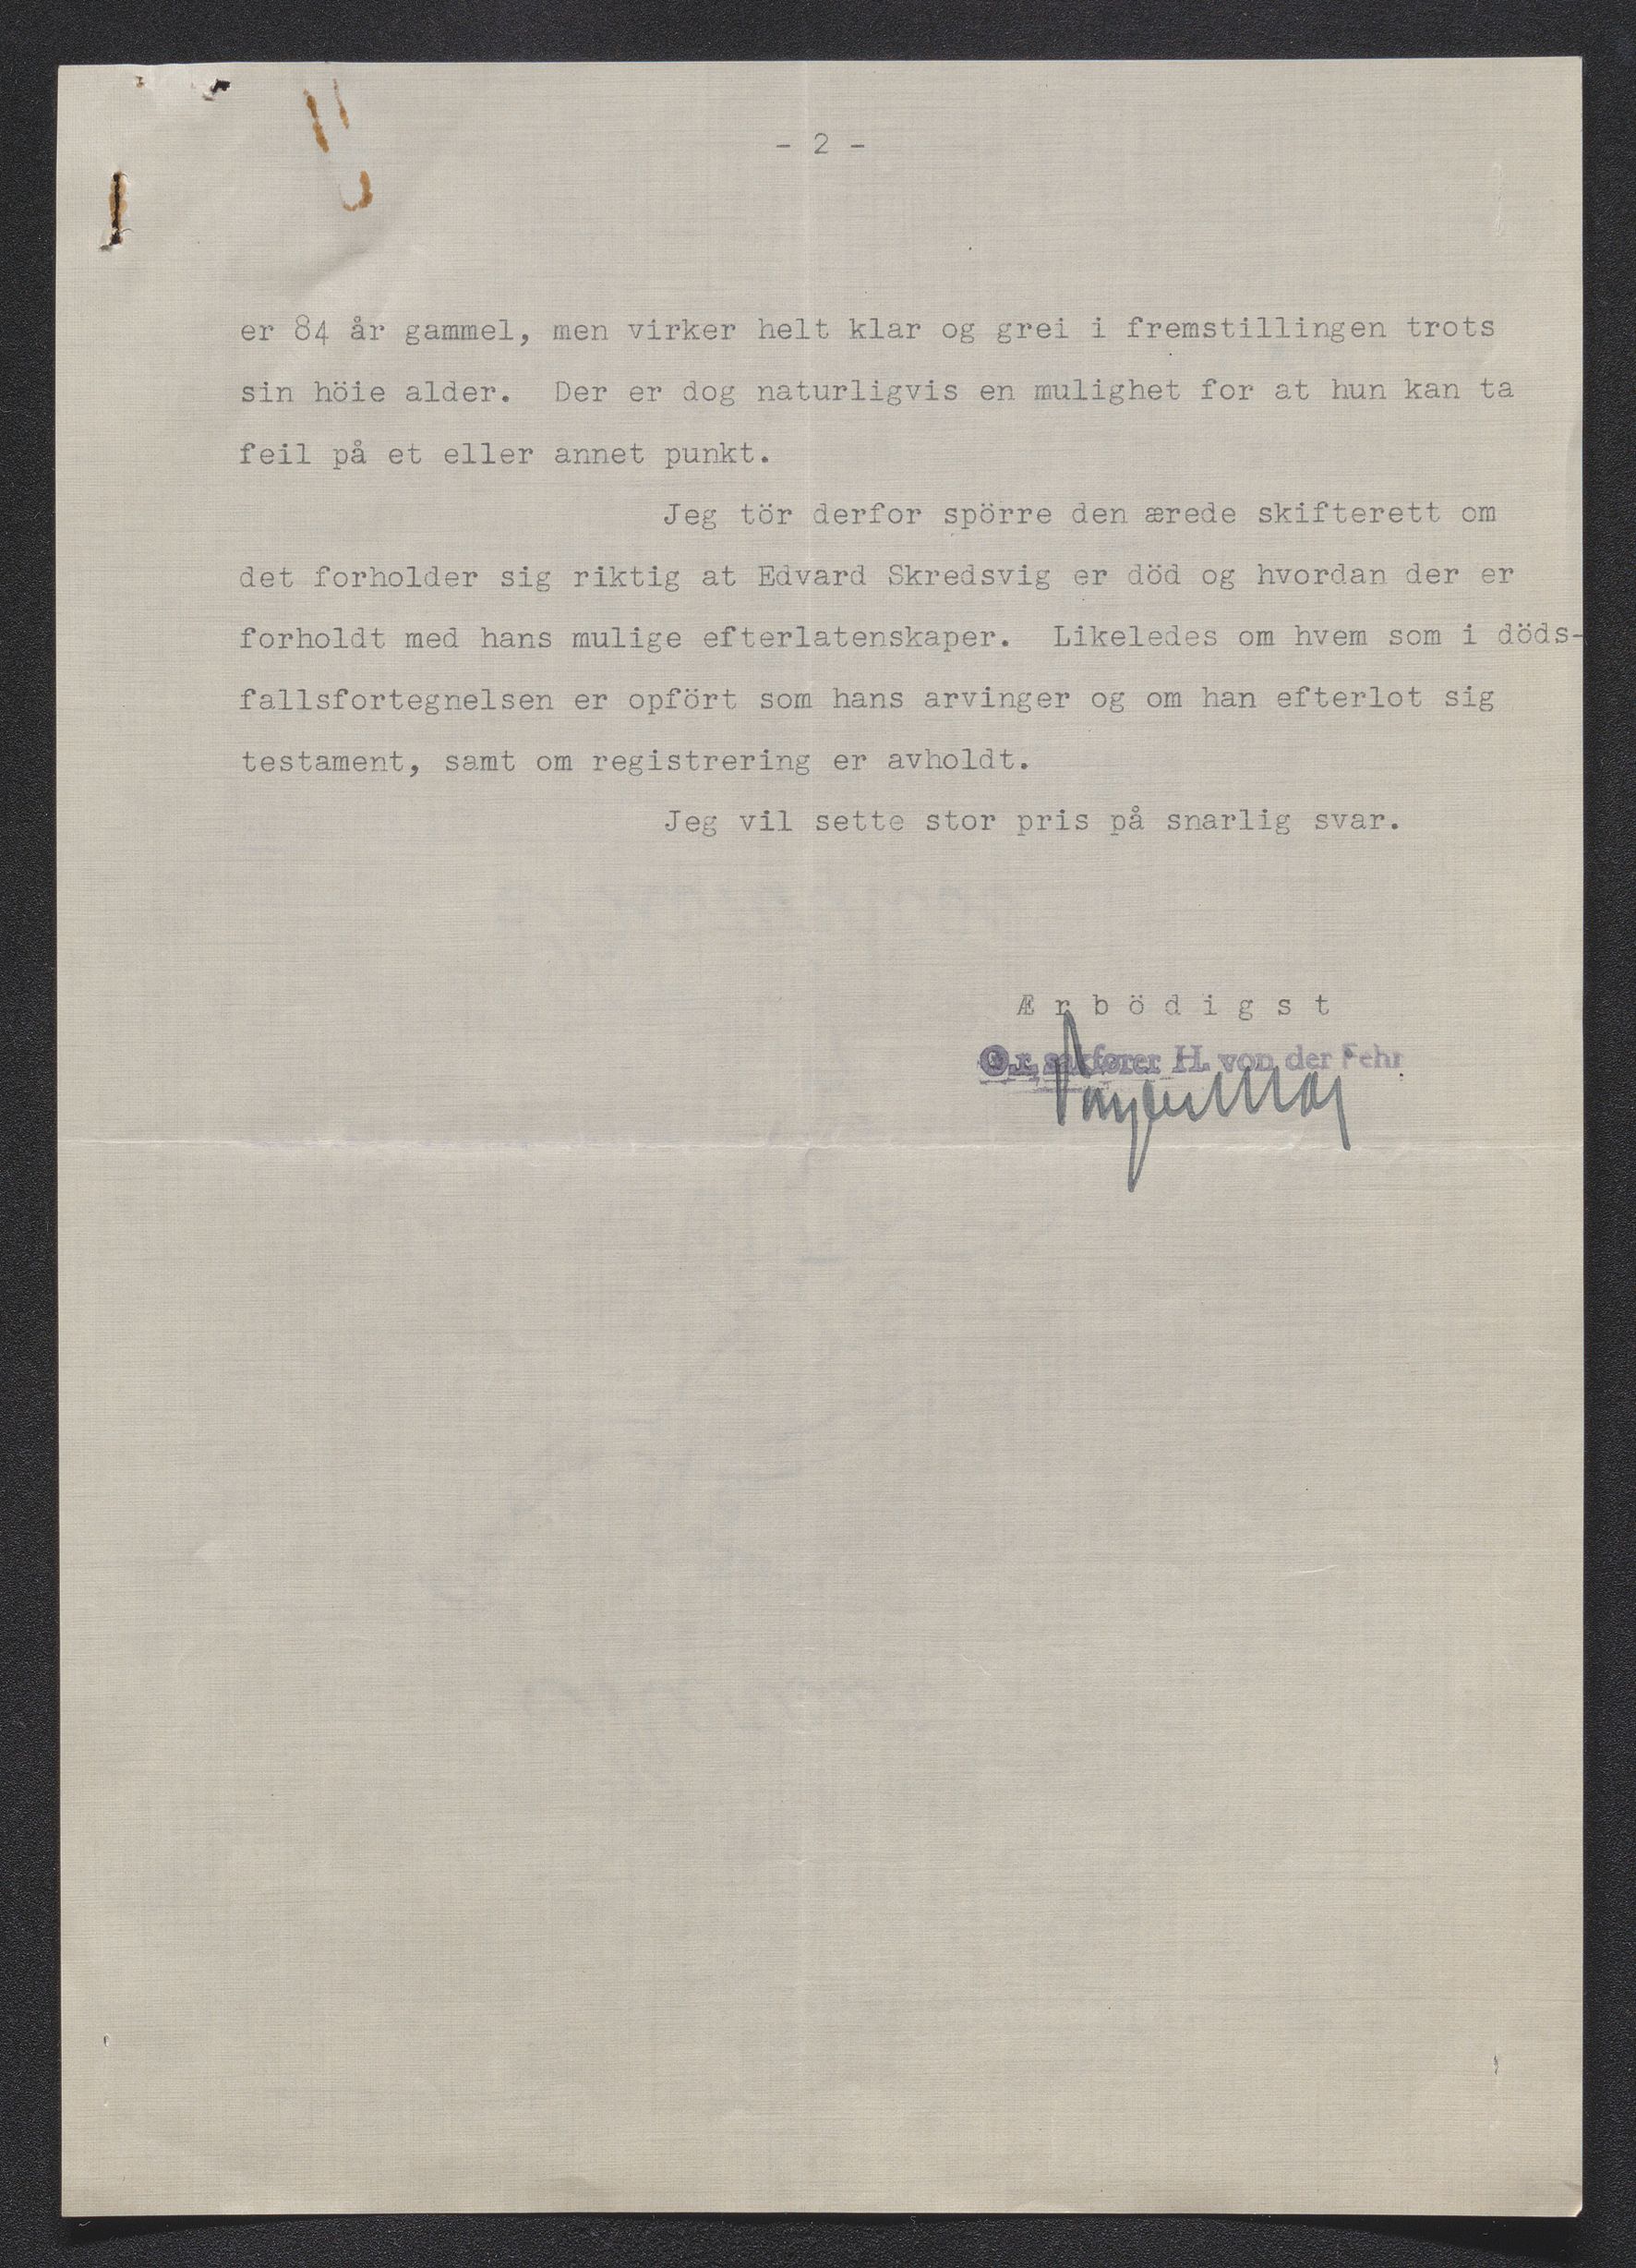 - 2 -
er 84 år gammel, men virker helt klar og grei i fremstillingen trots
sin höie alder. Der er dog naturligvis en mulighet for at hun kan ta
feil på et eller annet punkt.
Jeg tör derfor spörre den ærede skifterett om
det forholder sig riktig at Edvard Skredsvig er död og hvordan der er
forholdt med hans mulige efterlatenskaper. Likeledes om hvem som i döds-
fallsfortegnelsen er opfört som hans arvinger og om han efterlot sig
testament, samt om registrering er avholdt.
Jeg vil sette stor pris på snarlig svar.
Ærbödigst
O.r. sakfører H. von der Fehr